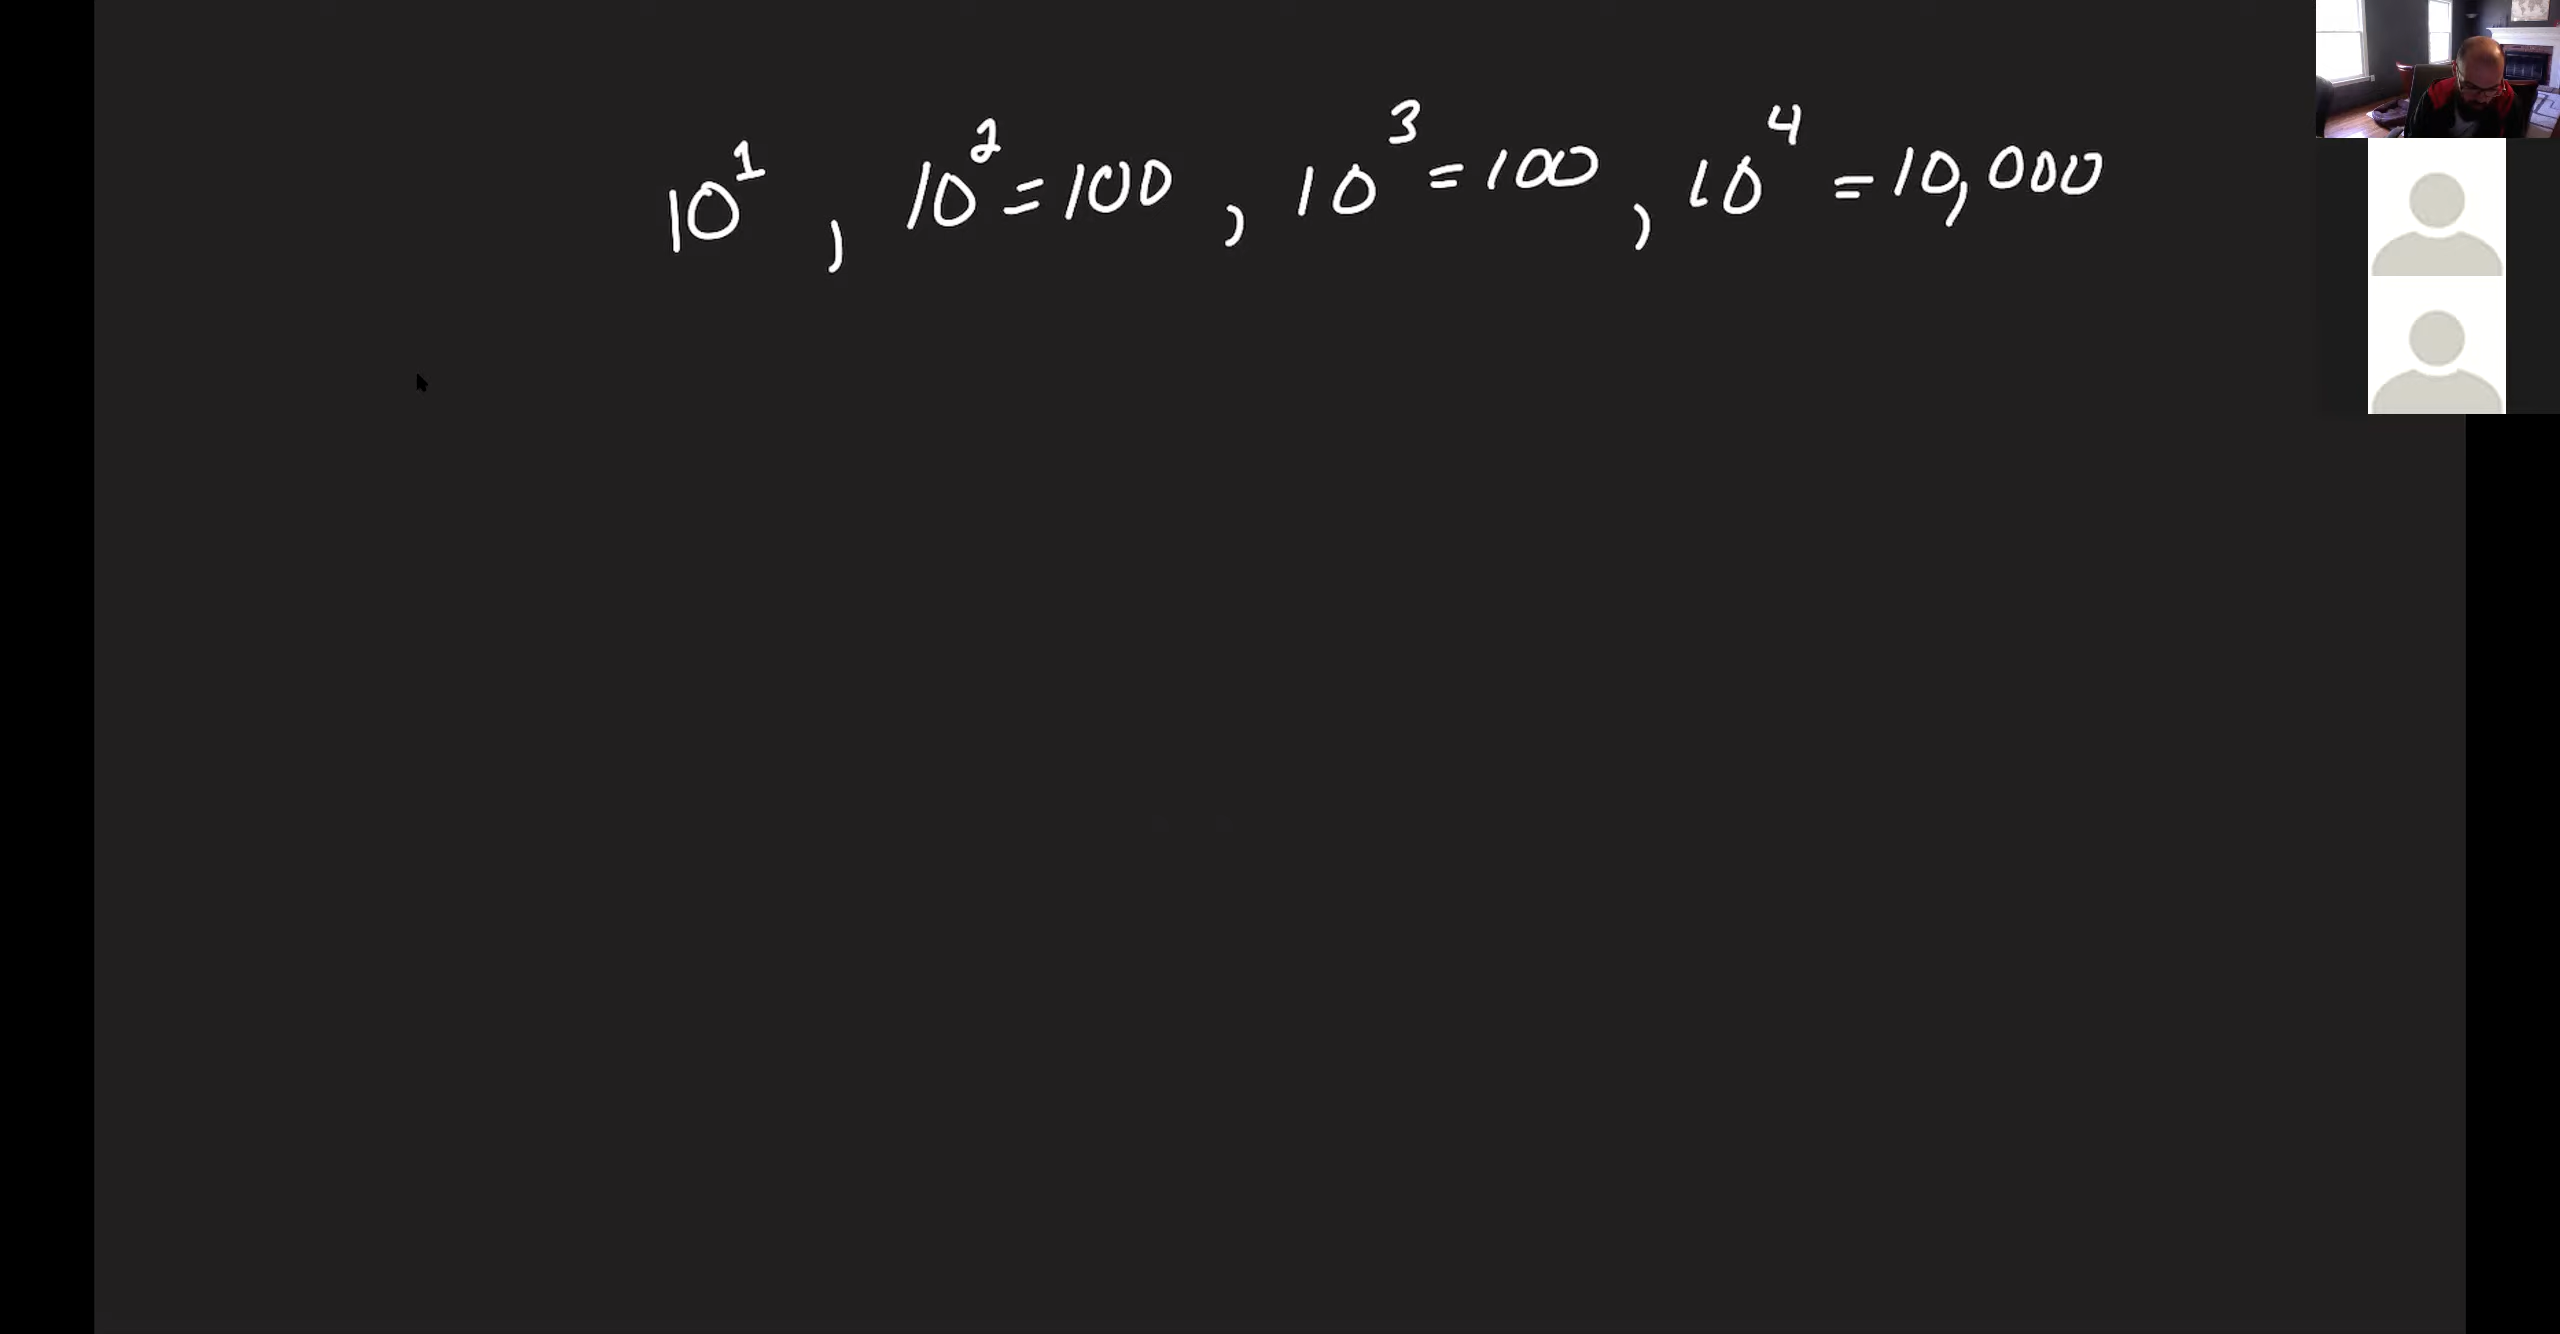 10¹ , 10² = 100 , 10³ = 100 , 10⁴ = 10,000